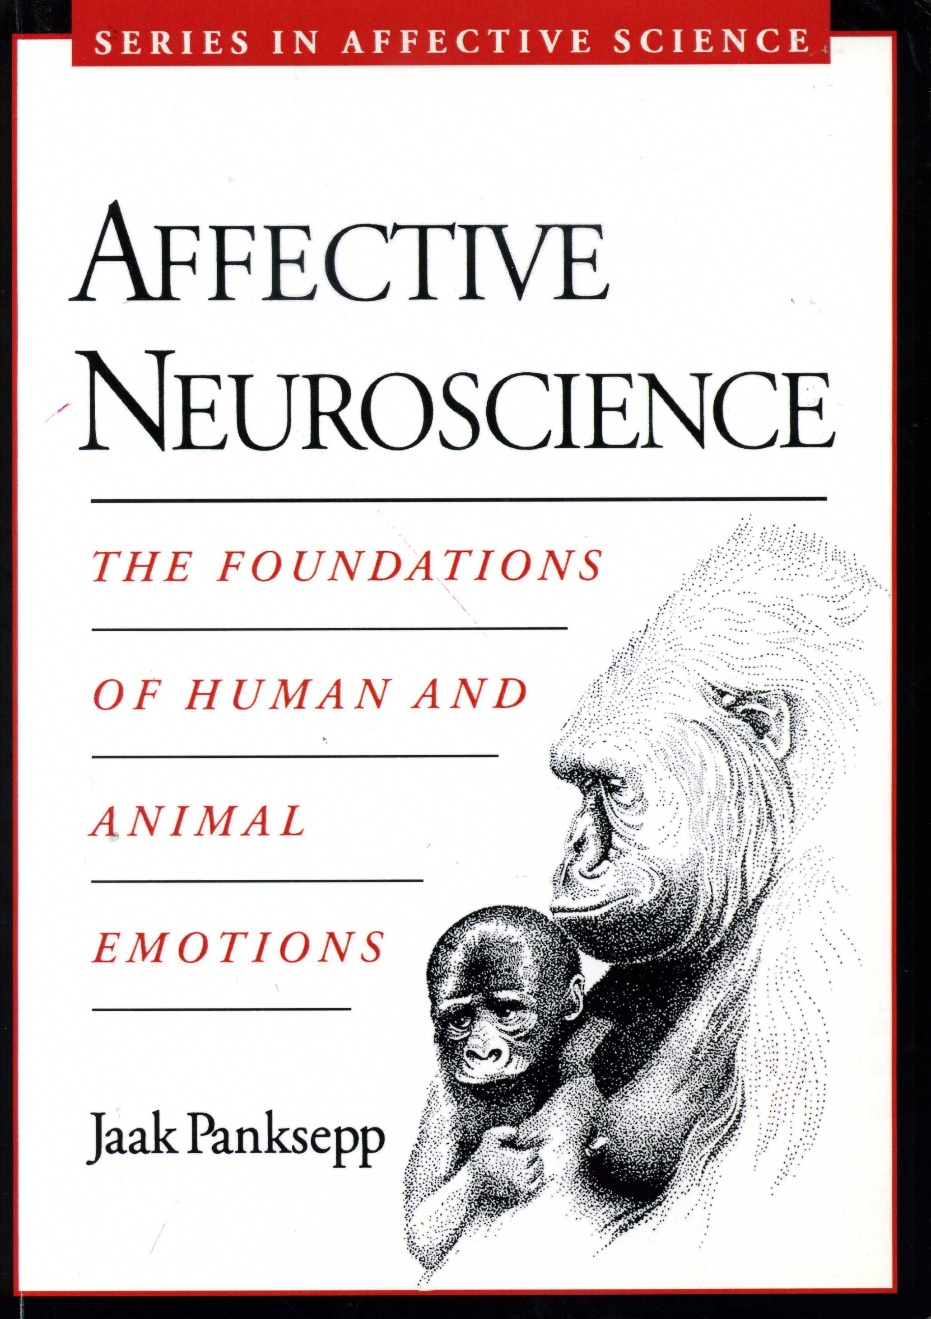 SERIES IN AFFECTIVE SCIENCE
AFFECTIVE
NEUROSCIENCE
THE FOUNDATIONS
OF HUMAN AND
ANIMAL
EMOTIONS
Jaak Panksepp